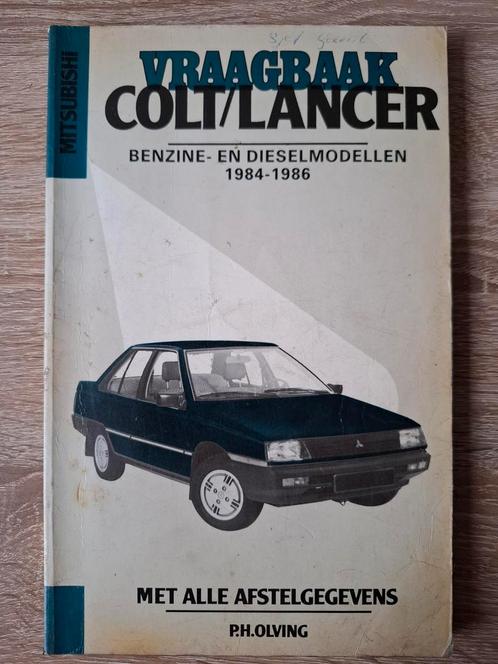 MITSUBISHI
VRAAGBAAK
COLT/LANCER
BENZINE- EN DIESELMODELLEN
1984-1986
MET ALLE AFSTELGEGEVENS
P.H.OLVING